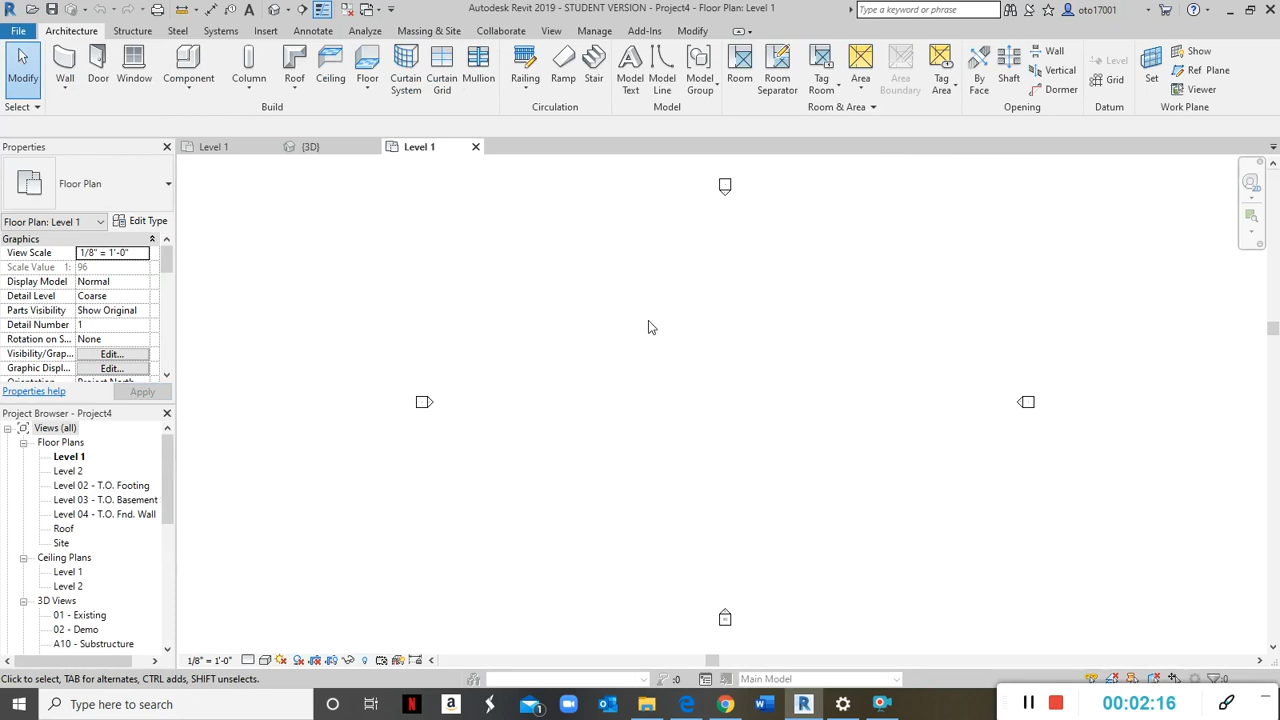 Autodesk Revit 2019 - STUDENT VERSION - Project4 - Floor Plan: Level 1
Type a keyword or phrase
oto17001
File Architecture Structure Steel Systems Insert Annotate Analyze Massing & Site Collaborate View Manage Add-Ins Modify
Modify Wall Door Window Component Column Roof Ceiling Floor Curtain System Curtain Grid Mullion Railing Ramp Stair Model Text Model Line Model Group Room Room Separator Tag Room Area Area Boundary Tag Area By Face Shaft Wall Vertical Dormer Level Grid Set Show Ref Plane Viewer
Select Build Circulation Model Room & Area Opening Datum Work Plane
Properties
Level 1 {3D} Level 1
Floor Plan
2D
Floor Plan: Level 1 Edit Type
Graphics
View Scale 1/8" = 1'-0"
Scale Value 1: 96
Display Model Normal
Detail Level Coarse
Parts Visibility Show Original
Detail Number 1
Rotation on S... None
Visibility/Grap... Edit...
Graphic Displ... Edit...
Properties help Apply
Project Browser - Project4
Views (all)
Floor Plans
Level 1
Level 2
Level 02 - T.O. Footing
Level 03 - T.O. Basement
Level 04 - T.O. Fnd. Wall
Roof
Site
Ceiling Plans
Level 1
Level 2
3D Views
01 - Existing
02 - Demo
A10 - Substructure
1/8" = 1'-0"
Click to select, TAB for alternates, CTRL adds, SHIFT unselects.
:0
Main Model
:0
Type here to search
00:02:16